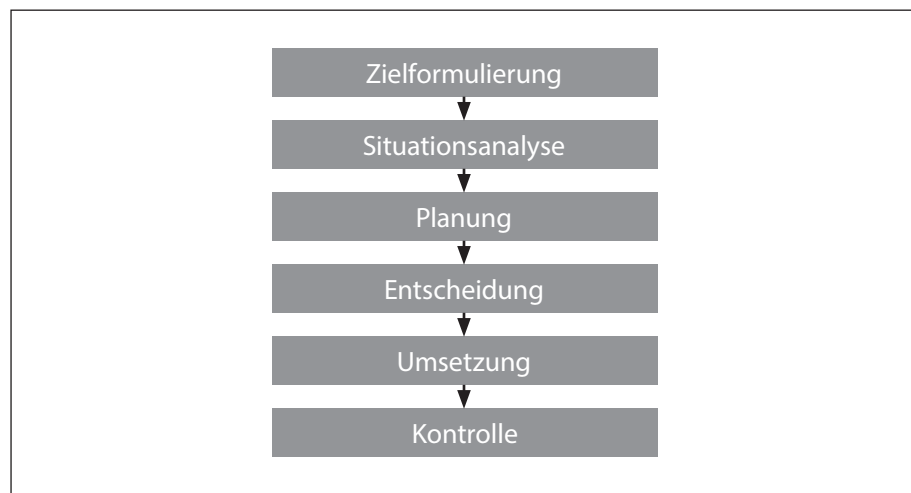 Zielformulierung
Situationsanalyse
Planung
Entscheidung
Umsetzung
Kontrolle